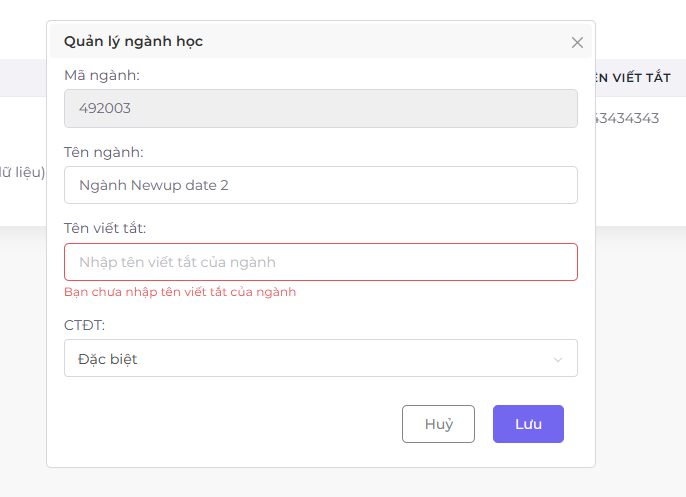 Quản lý ngành học
Mã ngành:
VIẾT TẮT
492003
43434343
Tên ngành:
liệu)
Ngành Newup date 2
Tên viết tắt:
Nhập tên viết tắt của ngành
Bạn chưa nhập tên viết tắt của ngành
CTĐT:
Đặc biệt
Huỷ
Lưu